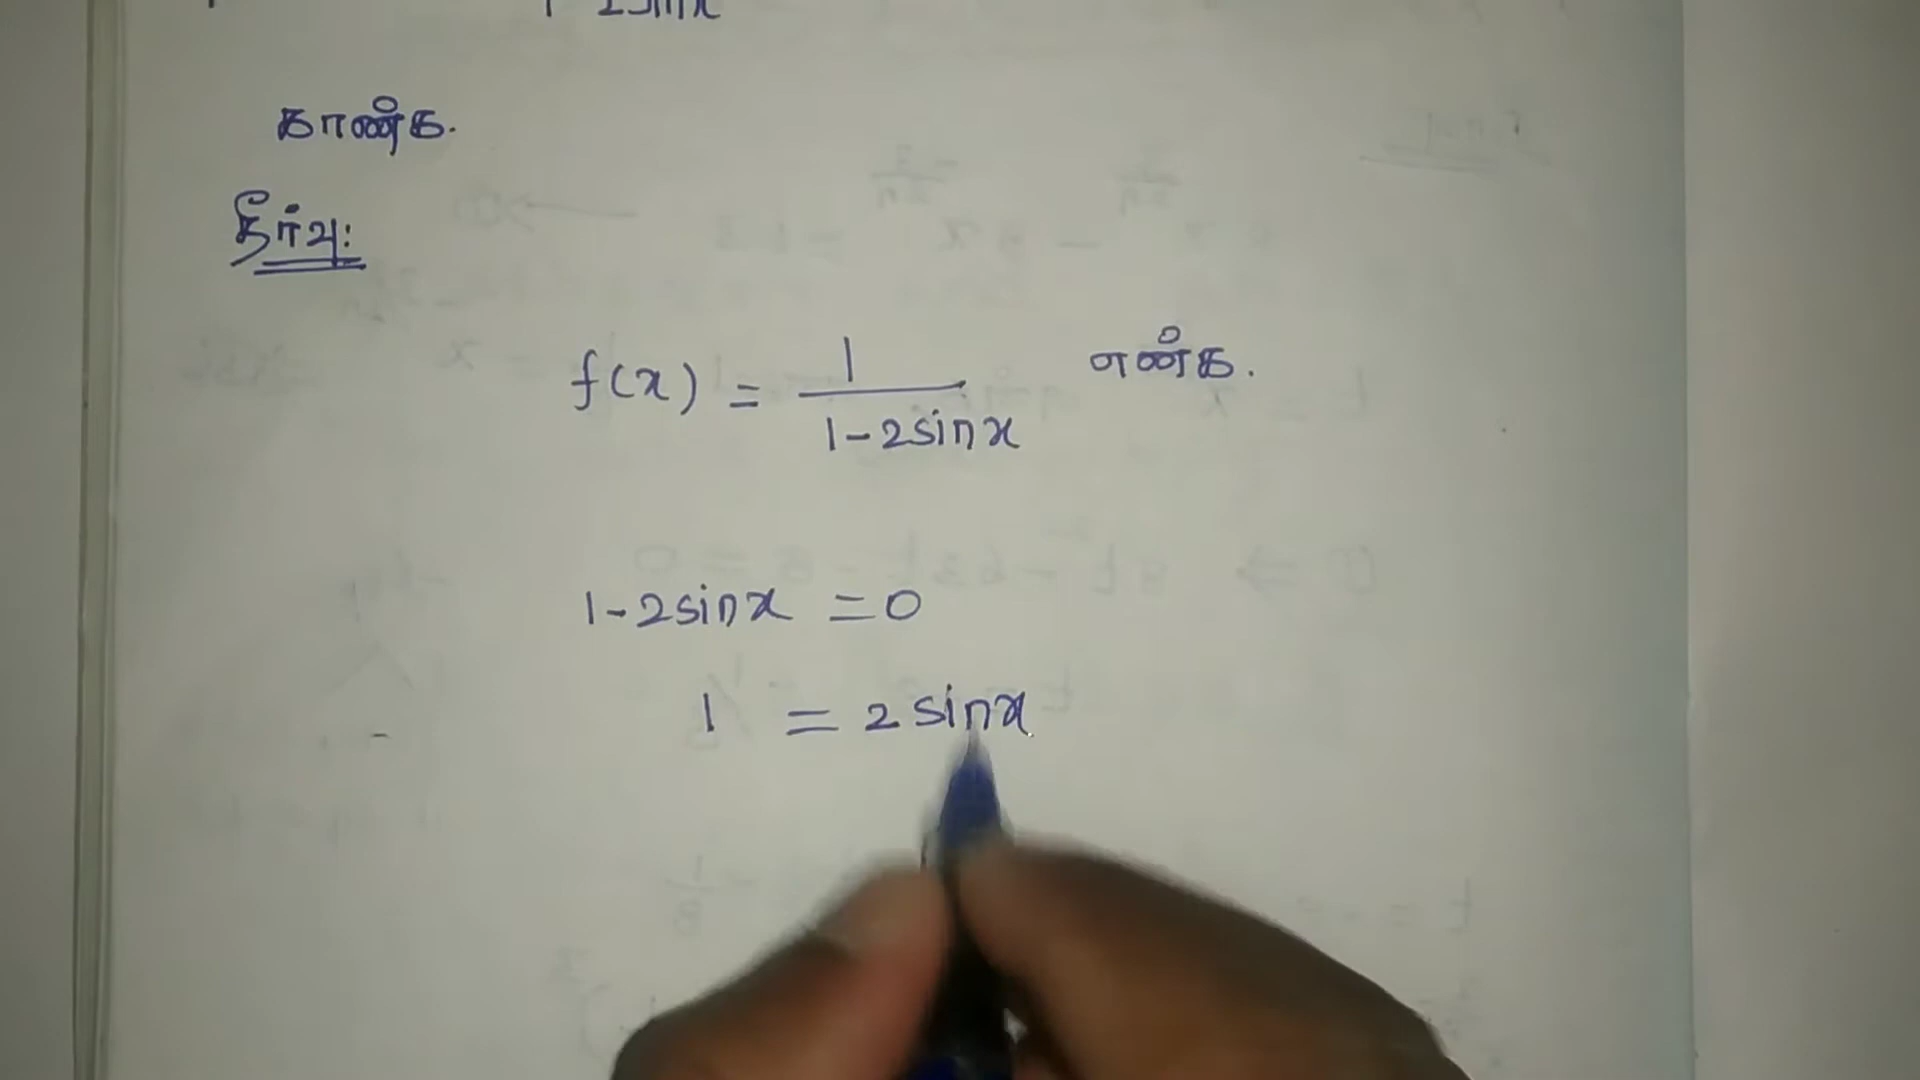 காண்க.
தீர்வு:
f(x) = 1/(1-2sinx) என்க.
1-2sinx =0
1 = 2sinx